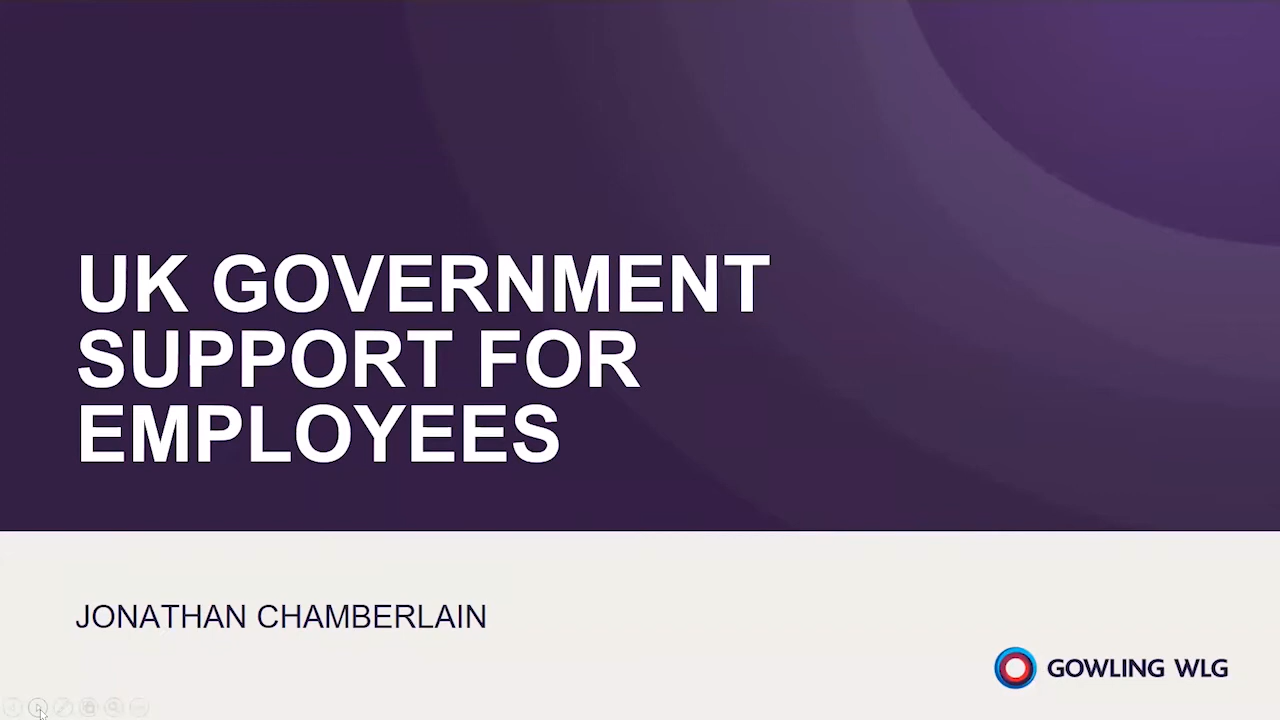 UK GOVERNMENT
SUPPORT FOR
EMPLOYEES
JONATHAN CHAMBERLAIN
GOWLING WLG